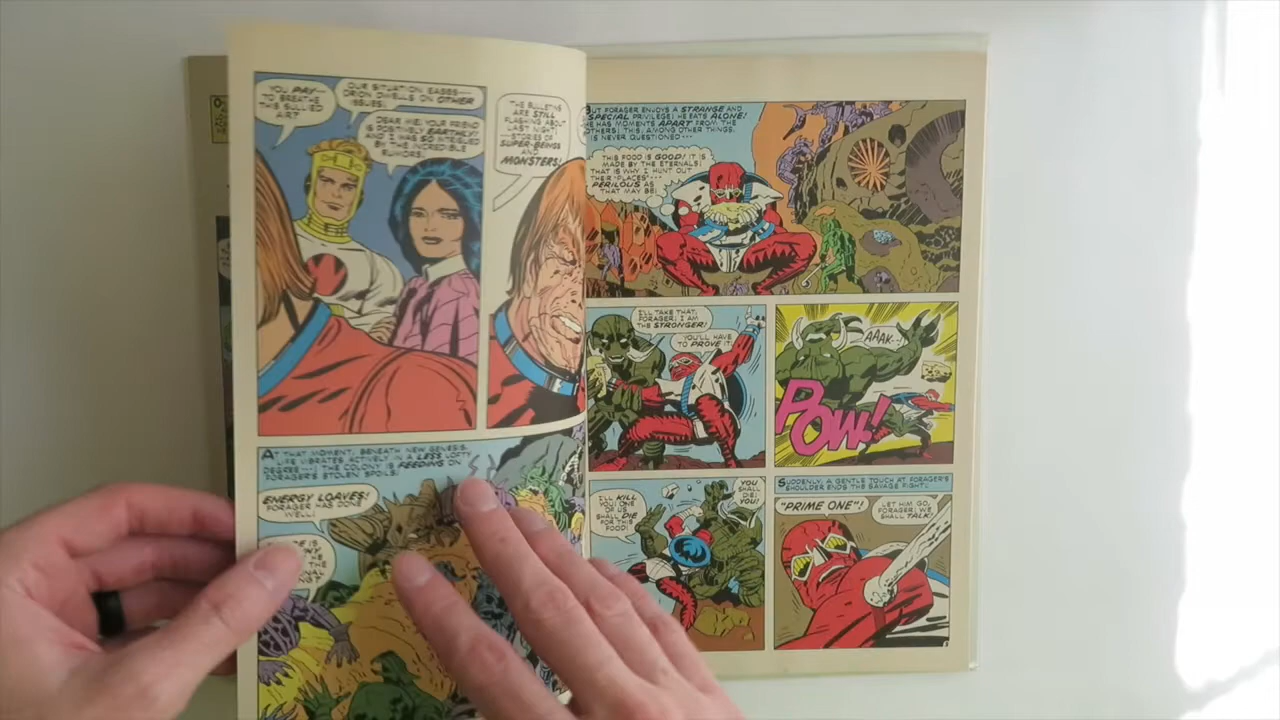 YOU PAY--
TO BREATHE
THIS SULLIED
AIR?
OUR SITUATION EASES--
ORION DWELLS ON OTHER
ISSUES!
DEAR ME, YOUR FRIEND
IS POSITIVELY EARTHEY!
AND I WAS SO INTRIGUED
BY THE INCREDIBLE
RUMORS.
THE BULLETINS
ARE STILL
FLASHING ABOUT
LAST NIGHT!
--STORIES OF
SUPER-BEINGS
AND
MONSTERS!
AT THAT MOMENT, BENEATH NEW GENESIS,
LIFE VIBRATES ACTIVELY IN A LESS LOFTY
DEGREE--! THE COLONY IS FEEDING ON
FORAGER'S STOLEN SPOILS!
ENERGY LOAVES!
FORAGER HAS DONE
WELL!
BUT FORAGER ENJOYS A STRANGE AND
SPECIAL PRIVILEGE! HE EATS ALONE!
HE HAS MOMENTS APART FROM THE
OTHERS! THIS, AMONG OTHER THINGS,
IS NEVER QUESTIONED---
THIS FOOD IS GOOD! IT IS
MADE BY THE ETERNALS!
THAT IS WHY I HUNT OUT
THEIR "PLACES"---
PERILOUS AS
THAT MAY BE!
I'LL TAKE THAT,
FORAGER! I AM
THE STRONGER!
YOU'LL HAVE
TO PROVE IT!
AAAK--!
POW!
I'LL KILL
YOU! ONE
OF US
SHALL DIE
FOR THIS
FOOD!
YOU
SHALL
DIE!
YOU!
SUDDENLY, A GENTLE TOUCH AT FORAGER'S
SHOULDER ENDS THE SAVAGE FIGHT!
"PRIME ONE"!
LET HIM GO,
FORAGER! WE
SHALL TALK!